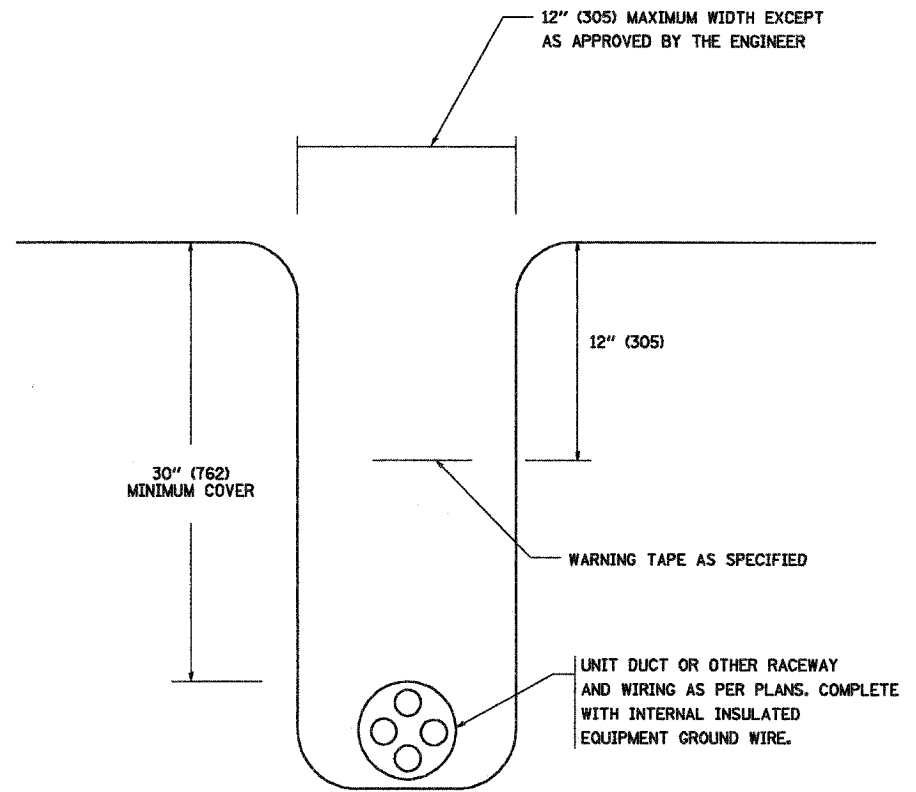 12" (305) MAXIMUM WIDTH EXCEPT
AS APPROVED BY THE ENGINEER
12" (305)
30" (762)
MINIMUM COVER
WARNING TAPE AS SPECIFIED
UNIT DUCT OR OTHER RACEWAY
AND WIRING AS PER PLANS. COMPLETE
WITH INTERNAL INSULATED
EQUIPMENT GROUND WIRE.